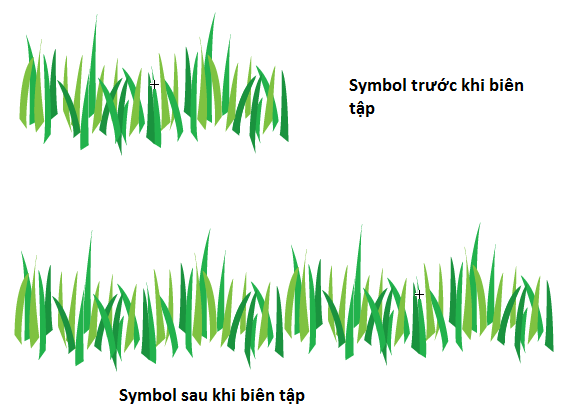 Symbol trước khi biên
tập
Symbol sau khi biên tập